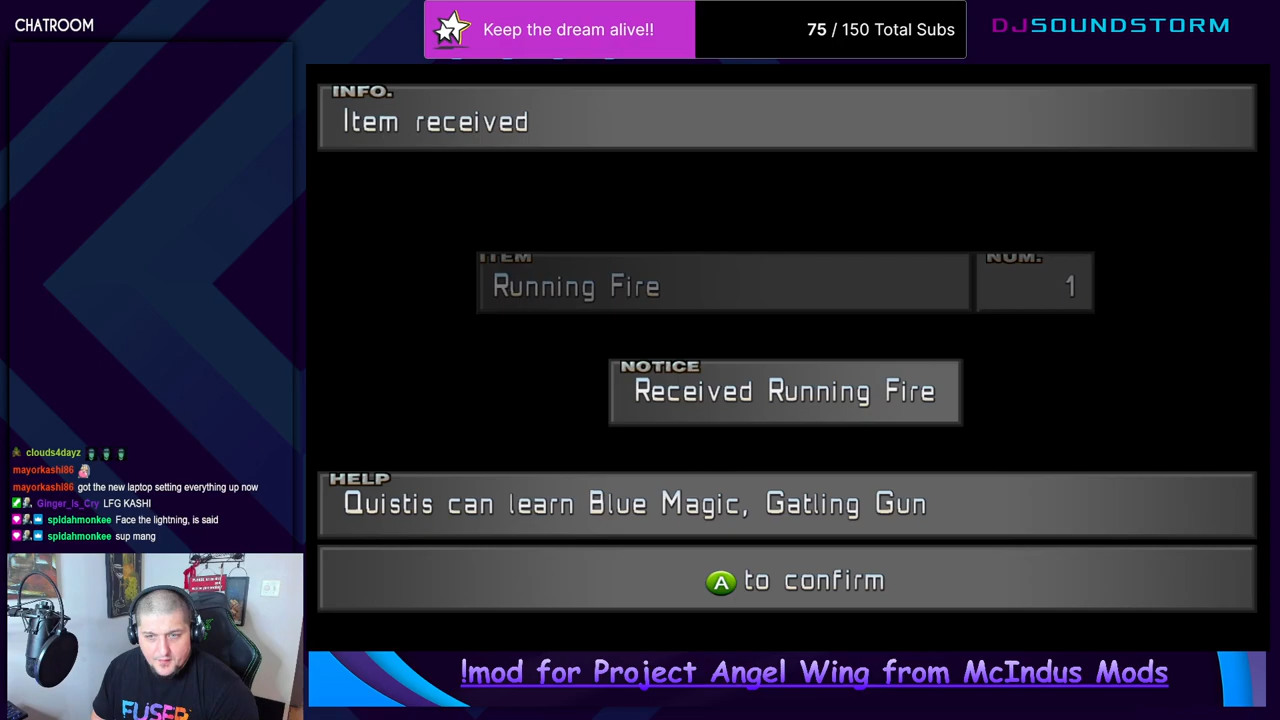 CHATROOM
Keep the dream alive!!
75 / 150 Total Subs
DJSOUNDSTORM
INFO.
Item received
ITEM
NUM.
Running Fire
1
NOTICE
Received Running Fire
HELP
Quistis can learn Blue Magic, Gatling Gun
A to confirm
clouds4dayz
mayorkashi86
mayorkashi86 got the new laptop setting everything up now
Ginger_Is_Cry LFG KASHI
spldahmonkee Face the lightning, is said
spldahmonkee sup mang
FUSER
!mod for Project Angel Wing from McIndus Mods